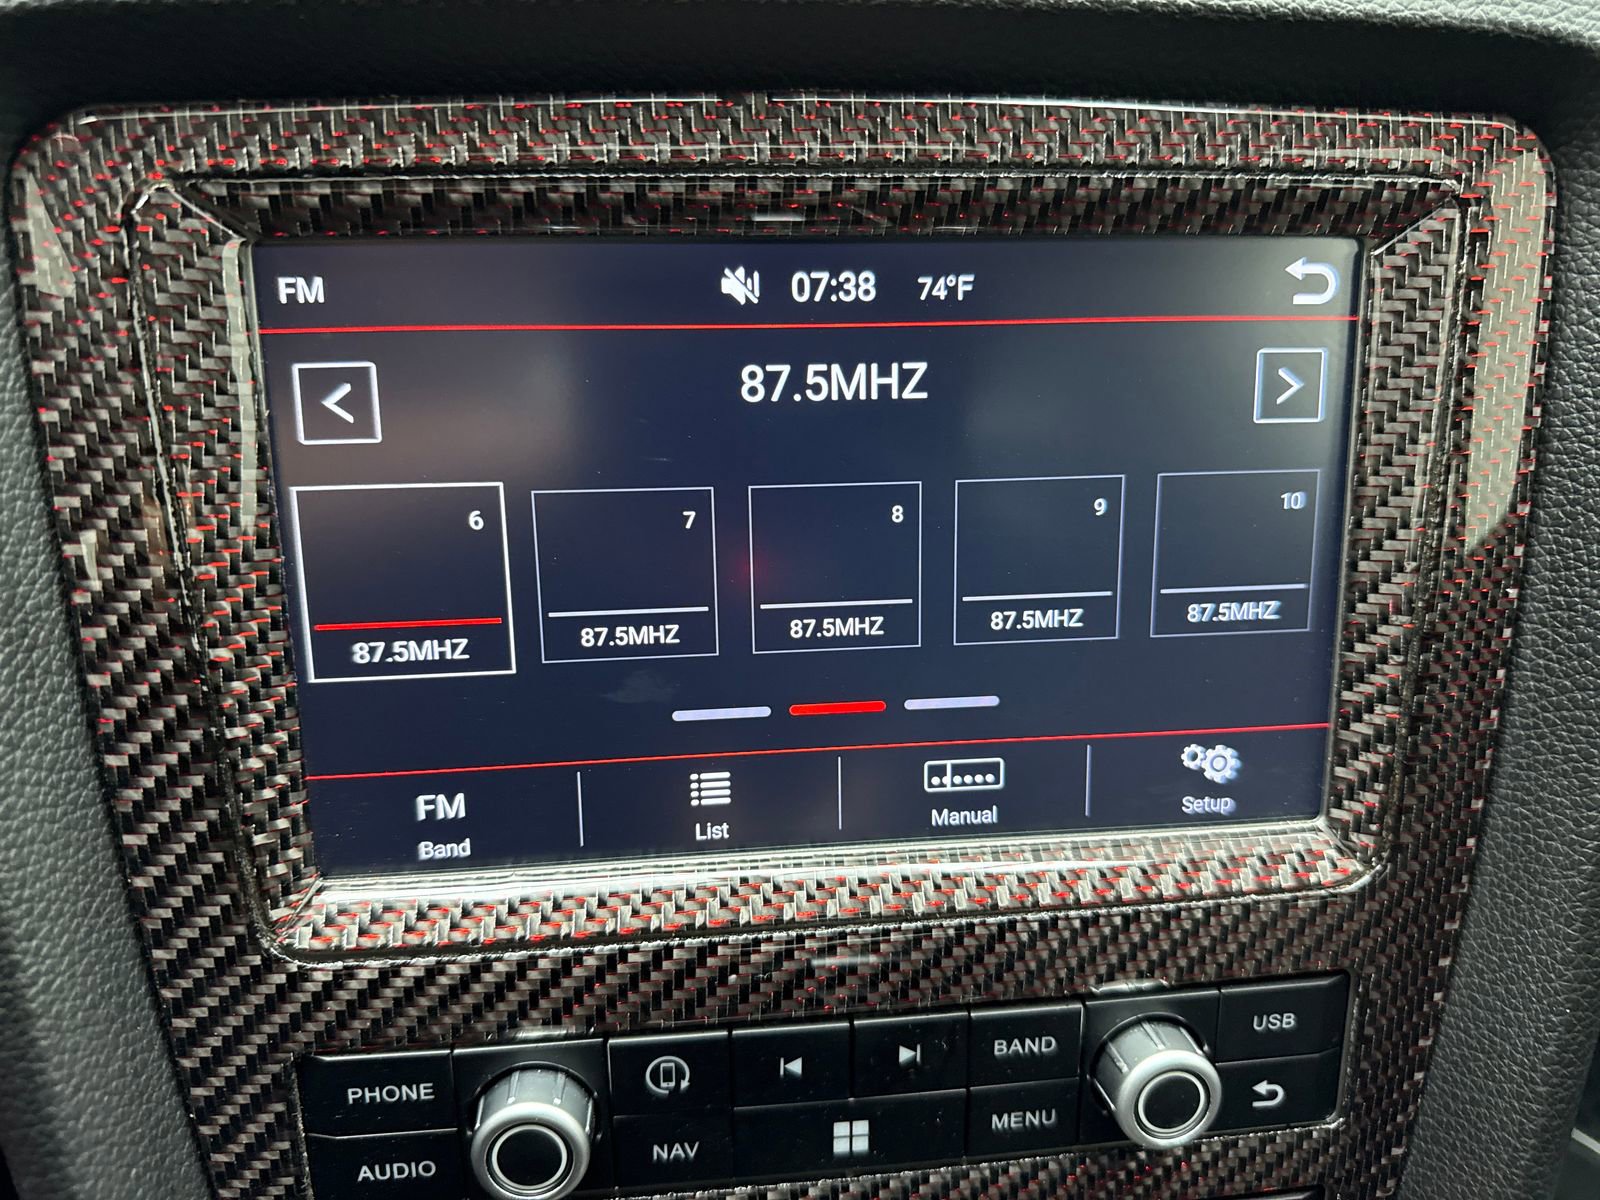 FM 07:38 74°F
87.5MHZ
6 7 8 9 10
87.5MHZ 87.5MHZ 87.5MHZ 87.5MHZ 87.5MHZ
FM
Band List Manual Setup
PHONE BAND USB
AUDIO NAV MENU